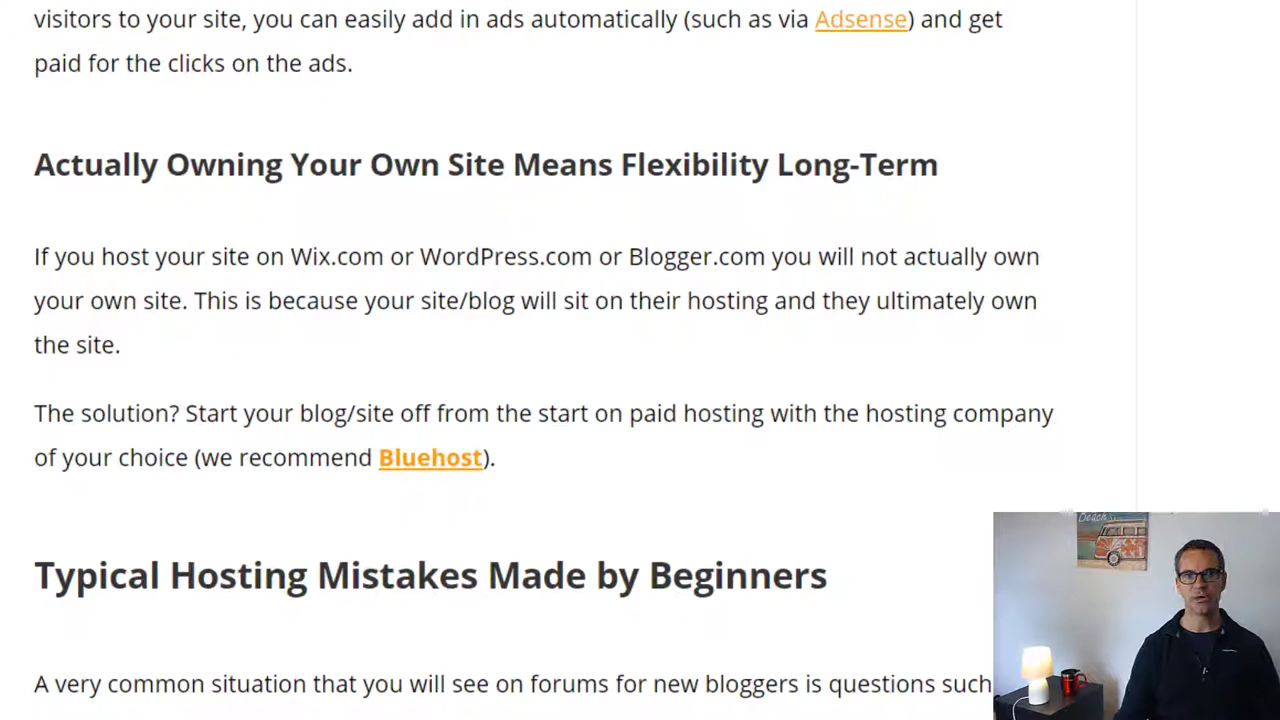 visitors to your site, you can easily add in ads automatically (such as via Adsense) and get
paid for the clicks on the ads.
Actually Owning Your Own Site Means Flexibility Long-Term
If you host your site on Wix.com or WordPress.com or Blogger.com you will not actually own
your own site. This is because your site/blog will sit on their hosting and they ultimately own
the site.
The solution? Start your blog/site off from the start on paid hosting with the hosting company
of your choice (we recommend Bluehost).
Typical Hosting Mistakes Made by Beginners
A very common situation that you will see on forums for new bloggers is questions such
Beach